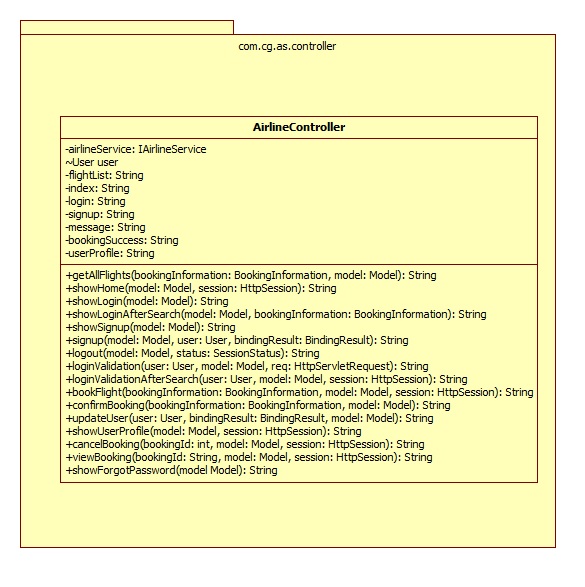 com.cg.as.controller
AirlineController
-airlineService: IAirlineService
~User user
-flightList: String
-index: String
-login: String
-signup: String
-message: String
-bookingSuccess: String
-userProfile: String
+getAllFlights(bookingInformation: BookingInformation, model: Model): String
+showHome(model: Model, session: HttpSession): String
+showLogin(model: Model): String
+showLoginAfterSearch(model: Model, bookingInformation: BookingInformation): String
+showSignup(model: Model): String
+signup(model: Model, user: User, bindingResult: BindingResult): String
+logout(model: Model, status: SessionStatus): String
+loginValidation(user: User, model: Model, req: HttpServletRequest): String
+loginValidationAfterSearch(user: User, model: Model, session: HttpSession): String
+bookFlight(bookingInformation: BookingInformation, model: Model, session: HttpSession): String
+confirmBooking(bookingInformation: BookingInformation, model: Model): String
+updateUser(user: User, bindingResult: BindingResult, model: Model): String
+showUserProfile(model: Model, session: HttpSession): String
+cancelBooking(bookingId: int, model: Model, session: HttpSession): String
+viewBooking(bookingId: String, model: Model, session: HttpSession): String
+showForgotPassword(model Model): String